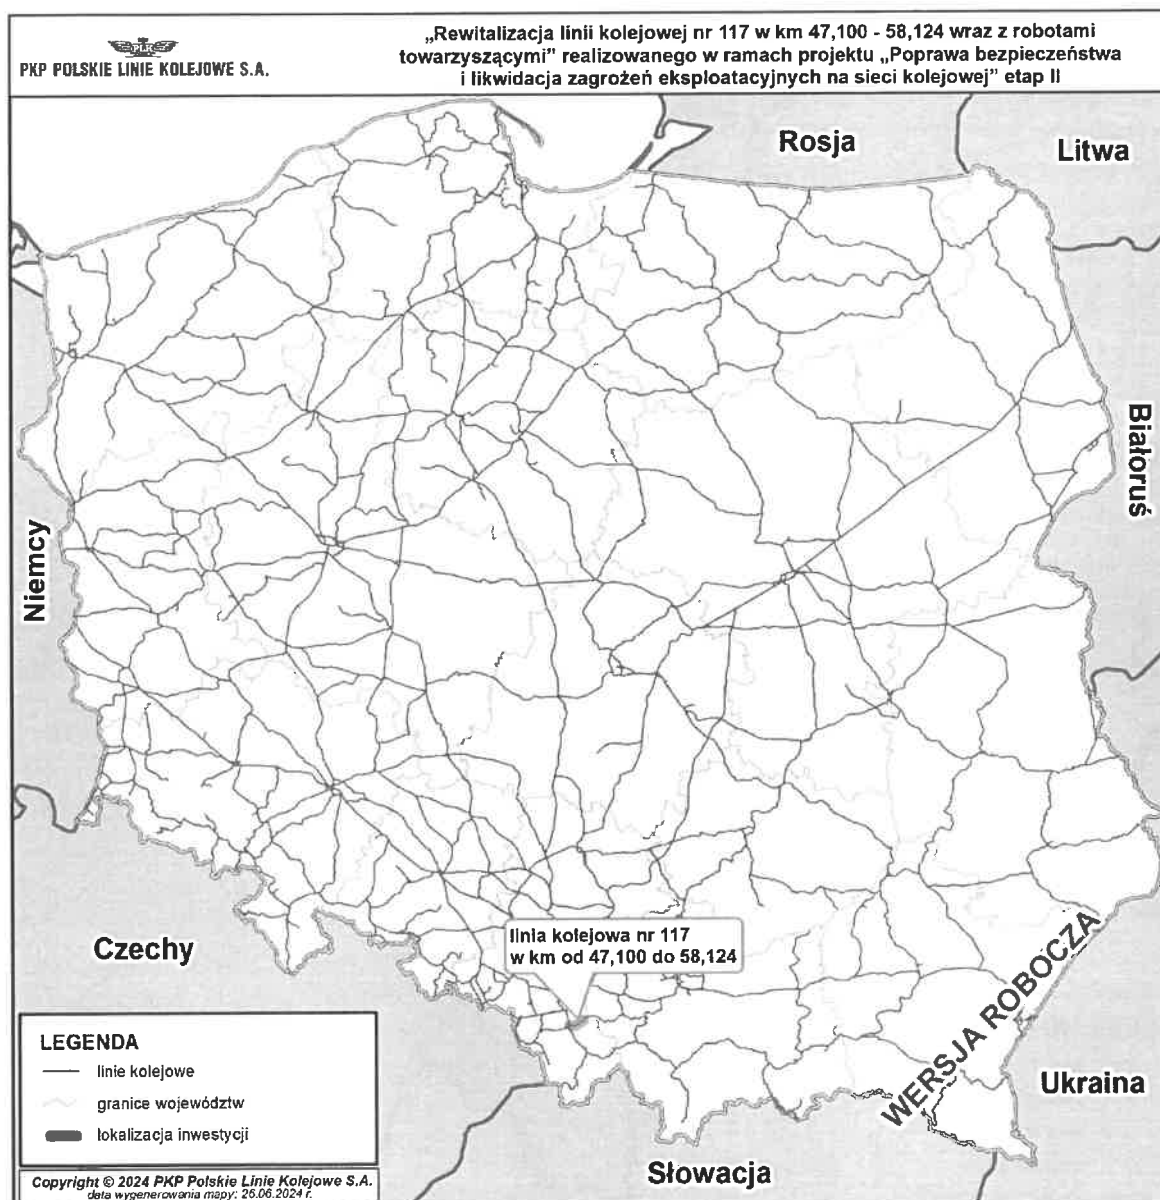 PLK
PKP POLSKIE LINIE KOLEJOWE S.A.
„Rewitalizacja linii kolejowej nr 117 w km 47,100 - 58,124 wraz z robotami
towarzyszącymi” realizowanego w ramach projektu „Poprawa bezpieczeństwa
i likwidacja zagrożeń eksploatacyjnych na sieci kolejowej” etap II
Rosja
Litwa
Białoruś
Niemcy
linia kolejowa nr 117
w km od 47,100 do 58,124
Czechy
WERSJA ROBOCZA
Ukraina
Słowacja
LEGENDA
linie kolejowe
granice województw
lokalizacja inwestycji
Copyright © 2024 PKP Polskie Linie Kolejowe S.A.
data wygenerowania mapy: 26.06.2024 r.